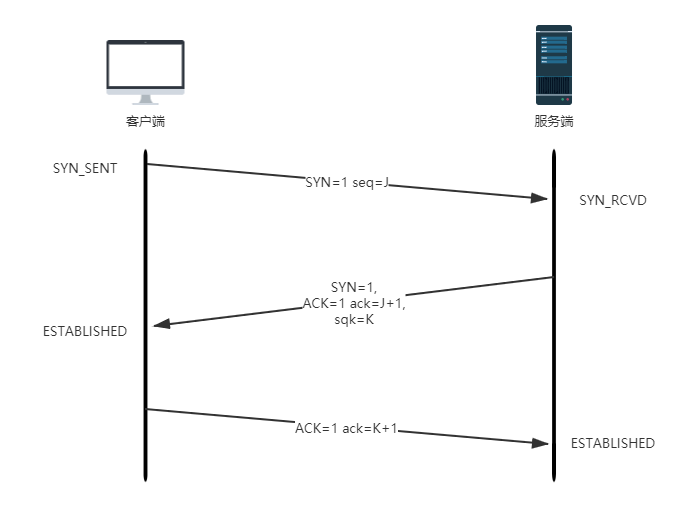 客户端
服务端
SYN_SENT
SYN=1 seq=J
SYN_RCVD
SYN=1,
ACK=1 ack=J+1,
sqk=K
ESTABLISHED
ACK=1 ack=K+1
ESTABLISHED